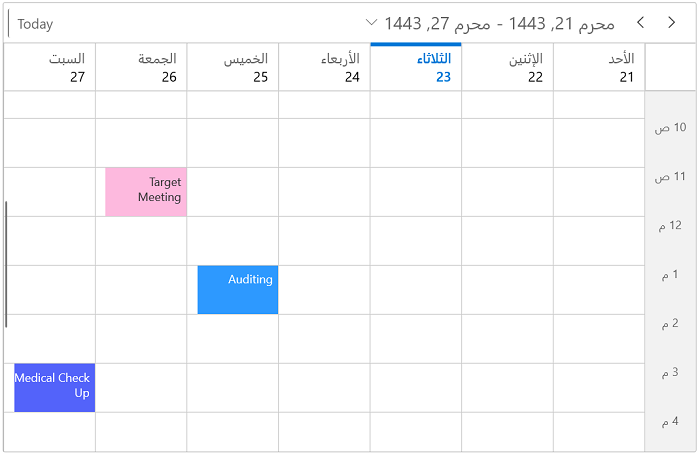 محرم 21, 1443 - محرم 27, 1443
Today
الأحد
21
الإثنين
22
الثلاثاء
23
الأربعاء
24
الخميس
25
الجمعة
26
السبت
27
10 ص
11 ص
Target
Meeting
12 م
1 م
Auditing
2 م
3 م
Medical Check
Up
4 م